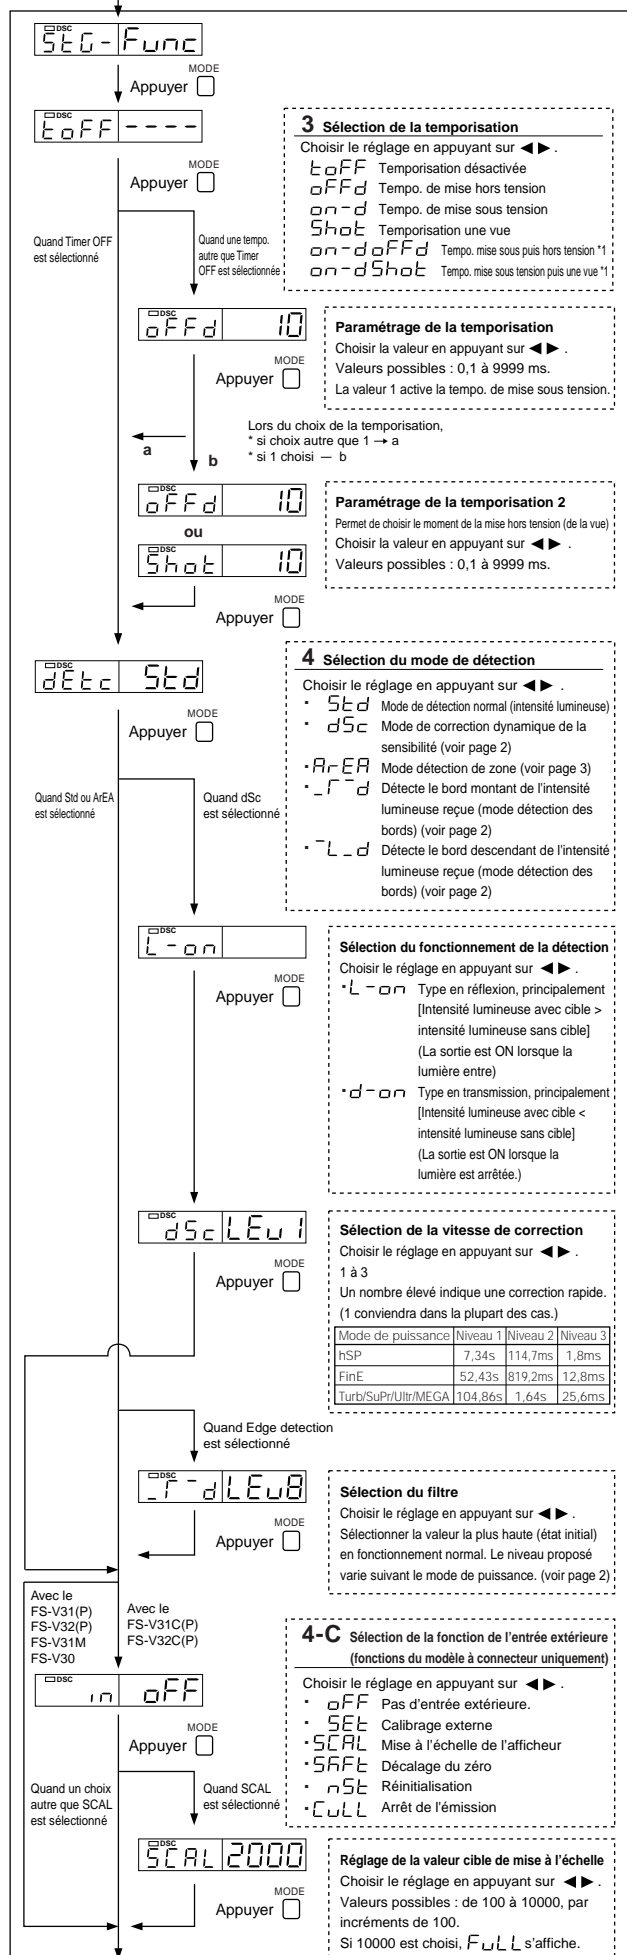 DSC
StG- Func
MODE
Appuyer
DSC
toFF ----
MODE
Appuyer
3 Sélection de la temporisation
Choisir le réglage en appuyant sur ◀ ▶ .
toFF Temporisation désactivée
oFFd Tempo. de mise hors tension
on-d Tempo. de mise sous tension
Shot Temporisation une vue
on-doFFd Tempo. mise sous puis hors tension *1
on-dShot Tempo. mise sous tension puis une vue *1
Quand Timer OFF
est sélectionné
Quand une tempo.
autre que Timer
OFF est sélectionnée
DSC
oFFd 10
MODE
Appuyer
Paramétrage de la temporisation
Choisir la valeur en appuyant sur ◀ ▶ .
Valeurs possibles : 0,1 à 9999 ms.
La valeur 1 active la tempo. de mise sous tension.
a
b
Lors du choix de la temporisation,
* si choix autre que 1 → a
* si 1 choisi — b
DSC
oFFd 10
ou
DSC
Shot 10
MODE
Appuyer
Paramétrage de la temporisation 2
Permet de choisir le moment de la mise hors tension (de la vue)
Choisir la valeur en appuyant sur ◀ ▶ .
Valeurs possibles : 0,1 à 9999 ms.
DSC
dEtc Std
MODE
Appuyer
4 Sélection du mode de détection
Choisir le réglage en appuyant sur ◀ ▶ .
· Std Mode de détection normal (intensité lumineuse)
· dSc Mode de correction dynamique de la
sensibilité (voir page 2)
· ArEA Mode détection de zone (voir page 3)
· _Γ¯d Détecte le bord montant de l'intensité
lumineuse reçue (mode détection des
bords) (voir page 2)
· ¯L_d Détecte le bord descendant de l'intensité
lumineuse reçue (mode détection des
bords) (voir page 2)
Quand Std ou ArEA
est sélectionné
Quand dSc
est sélectionné
DSC
L-on
MODE
Appuyer
Sélection du fonctionnement de la détection
Choisir le réglage en appuyant sur ◀ ▶ .
· L-on Type en réflexion, principalement
[Intensité lumineuse avec cible >
intensité lumineuse sans cible]
(La sortie est ON lorsque la
lumière entre)
· d-on Type en transmission, principalement
[Intensité lumineuse avec cible <
intensité lumineuse sans cible]
(La sortie est ON lorsque la
lumière est arrêtée.)
DSC
dSc LEv 1
MODE
Appuyer
Sélection de la vitesse de correction
Choisir le réglage en appuyant sur ◀ ▶ .
1 à 3
Un nombre élevé indique une correction rapide.
(1 conviendra dans la plupart des cas.)
Mode de puissance Niveau 1 Niveau 2 Niveau 3
hSP 7,34s 114,7ms 1,8ms
FinE 52,43s 819,2ms 12,8ms
Turb/SuPr/Ultr/MEGA 104,86s 1,64s 25,6ms
Quand Edge detection
est sélectionné
DSC
_Γ¯d LEv8
MODE
Appuyer
Sélection du filtre
Choisir le réglage en appuyant sur ◀ ▶ .
Sélectionner la valeur la plus haute (état initial)
en fonctionnement normal. Le niveau proposé
varie suivant le mode de puissance. (voir page 2)
Avec le
FS-V31(P)
FS-V32(P)
FS-V31M
FS-V30
Avec le
FS-V31C(P)
FS-V32C(P)
DSC
in oFF
MODE
Appuyer
4-C Sélection de la fonction de l'entrée extérieure
(fonctions du modèle à connecteur uniquement)
Choisir le réglage en appuyant sur ◀ ▶ .
· oFF Pas d'entrée extérieure.
· SEt Calibrage externe
· SCAL Mise à l'échelle de l'afficheur
· ShFt Décalage du zéro
· rSt Réinitialisation
· CuLL Arrêt de l'émission
Quand un choix
autre que SCAL
est sélectionné
Quand SCAL
est sélectionné
DSC
SCAL 2000
MODE
Appuyer
Réglage de la valeur cible de mise à l'échelle
Choisir le réglage en appuyant sur ◀ ▶ .
Valeurs possibles : de 100 à 10000, par
incréments de 100.
Si 10000 est choisi, FuLL s'affiche.